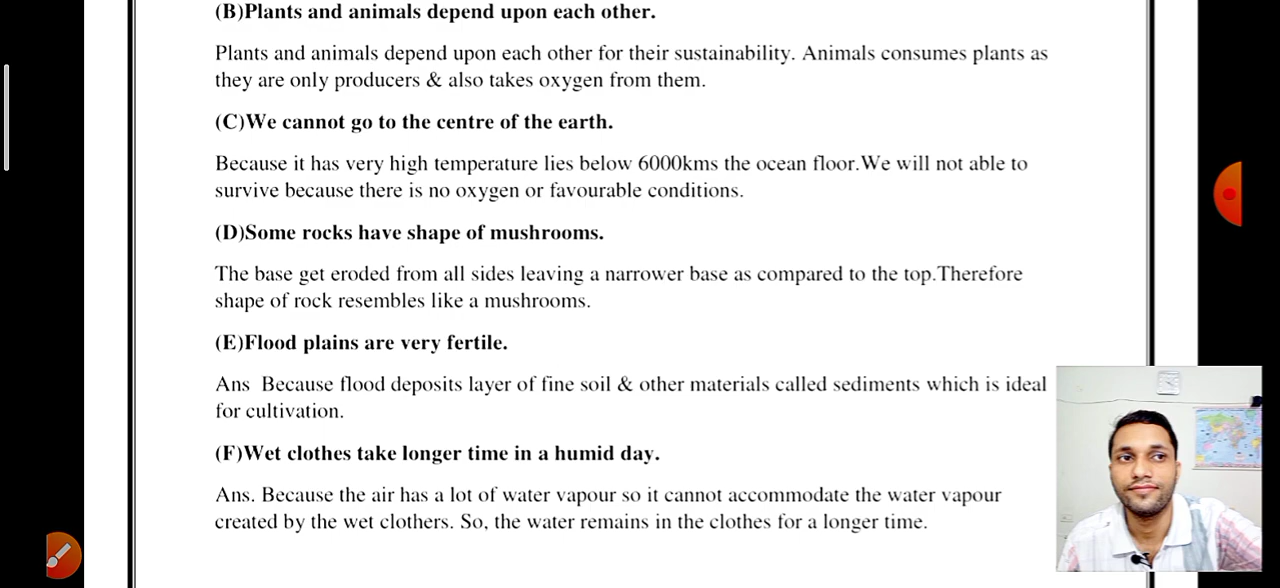 (B)Plants and animals depend upon each other.
Plants and animals depend upon each other for their sustainability. Animals consumes plants as
they are only producers & also takes oxygen from them.
(C)We cannot go to the centre of the earth.
Because it has very high temperature lies below 6000kms the ocean floor.We will not able to
survive because there is no oxygen or favourable conditions.
(D)Some rocks have shape of mushrooms.
The base get eroded from all sides leaving a narrower base as compared to the top.Therefore
shape of rock resembles like a mushrooms.
(E)Flood plains are very fertile.
Ans  Because flood deposits layer of fine soil & other materials called sediments which is ideal
for cultivation.
(F)Wet clothes take longer time in a humid day.
Ans. Because the air has a lot of water vapour so it cannot accommodate the water vapour
created by the wet clothers. So, the water remains in the clothes for a longer time.